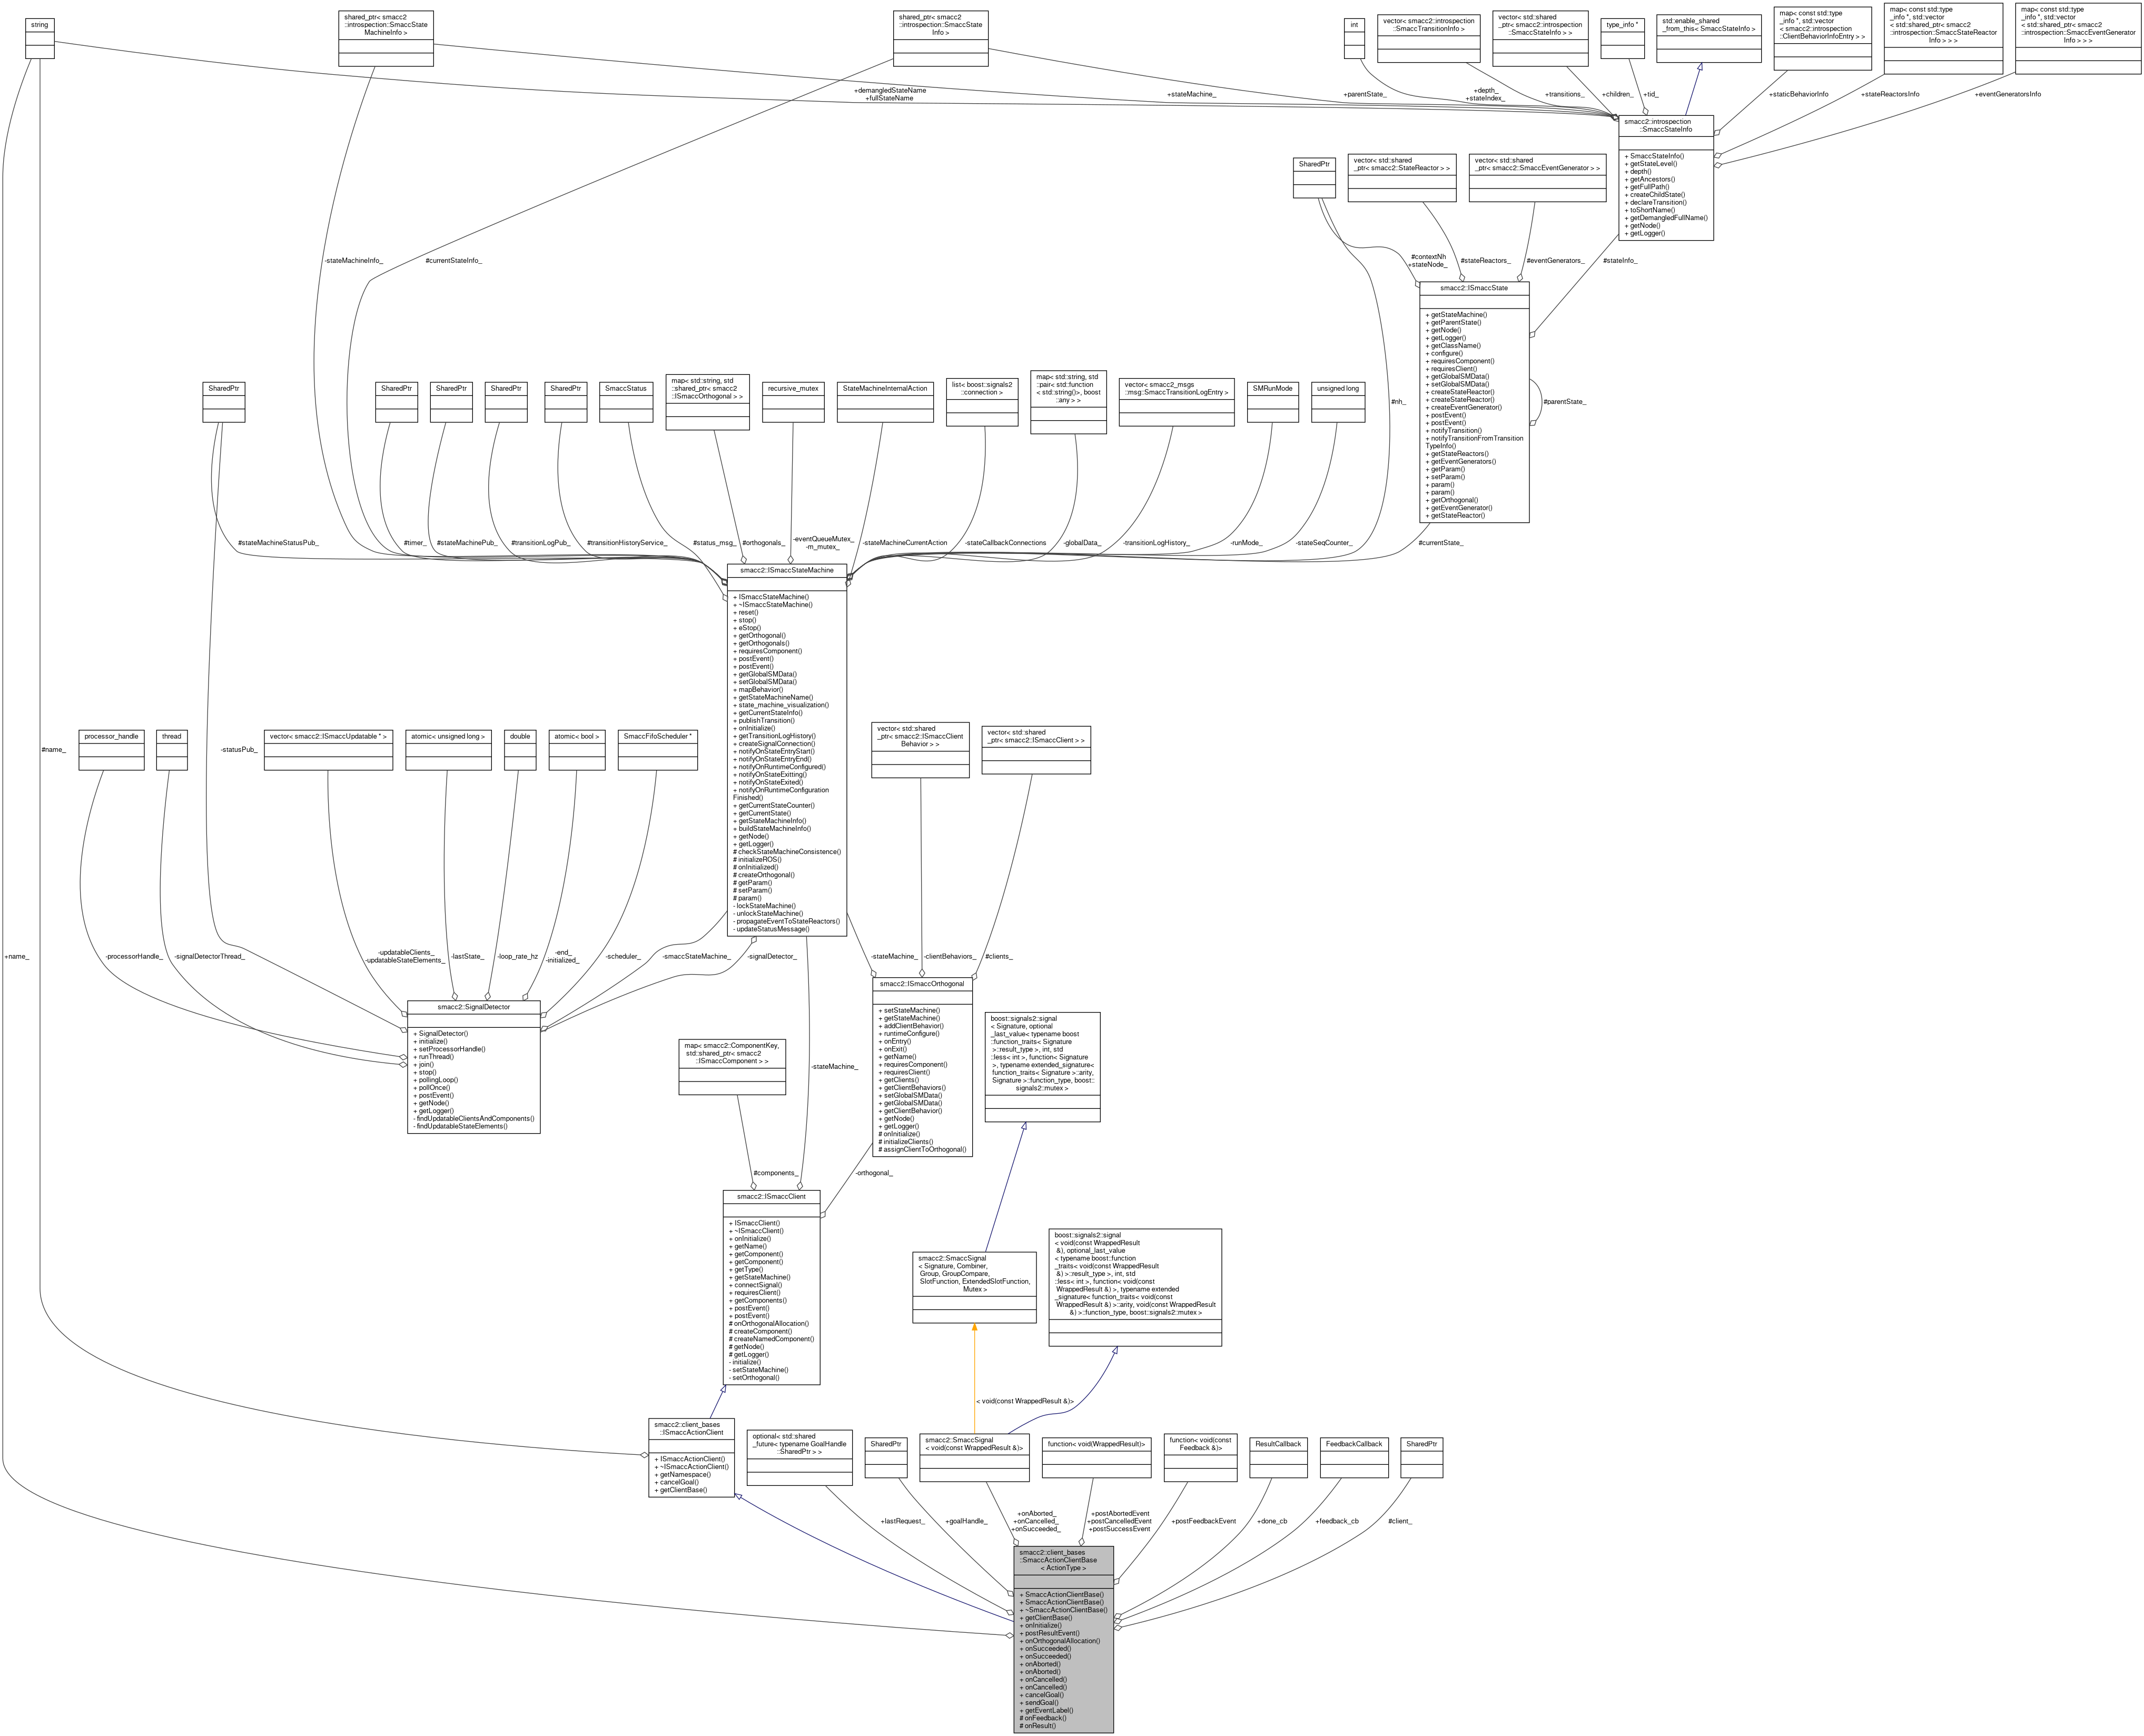 string
shared_ptr< smacc2
::introspection::SmaccState
MachineInfo >
shared_ptr< smacc2
::introspection::SmaccState
Info >
int
vector< smacc2::introspection
::SmaccTransitionInfo >
vector< std::shared
_ptr< smacc2::introspection
::SmaccStateInfo > >
type_info *
std::enable_shared
_from_this< SmaccStateInfo >
map< const std::type
_info *, std::vector
< smacc2::introspection
::ClientBehaviorInfoEntry > >
map< const std::type
_info *, std::vector
< std::shared_ptr< smacc2
::introspection::SmaccStateReactor
Info > > >
map< const std::type
_info *, std::vector
< std::shared_ptr< smacc2
::introspection::SmaccEventGenerator
Info > > >
+demangledStateName
+fullStateName
+stateMachine_
+parentState_
+depth_
+stateIndex_
+transitions_
+children_
+tid_
+staticBehaviorInfo
+stateReactorsInfo
+eventGeneratorsInfo
smacc2::introspection
::SmaccStateInfo
+ SmaccStateInfo()
+ getStateLevel()
+ depth()
+ getAncestors()
+ getFullPath()
+ createChildState()
+ declareTransition()
+ toShortName()
+ getDemangledFullName()
+ getNode()
+ getLogger()
SharedPtr
vector< std::shared
_ptr< smacc2::StateReactor > >
vector< std::shared
_ptr< smacc2::SmaccEventGenerator > >
-stateMachineInfo_
#currentStateInfo_
#contextNh
+stateNode_
#stateReactors_
#eventGenerators_
#stateInfo_
smacc2::ISmaccState
+ getStateMachine()
+ getParentState()
+ getNode()
+ getLogger()
+ getClassName()
+ configure()
+ requiresComponent()
+ requiresClient()
+ getGlobalSMData()
+ setGlobalSMData()
+ createStateReactor()
+ createStateReactor()
+ createEventGenerator()
+ postEvent()
+ postEvent()
+ notifyTransition()
+ notifyTransitionFromTransition
TypeInfo()
+ getStateReactors()
+ getEventGenerators()
+ getParam()
+ setParam()
+ param()
+ param()
+ getOrthogonal()
+ getEventGenerator()
+ getStateReactor()
#parentState_
SharedPtr
SharedPtr
SharedPtr
SharedPtr
SharedPtr
SmaccStatus
map< std::string, std
::shared_ptr< smacc2
::ISmaccOrthogonal > >
recursive_mutex
StateMachineInternalAction
list< boost::signals2
::connection >
map< std::string, std
::pair< std::function
< std::string()>, boost
::any > >
vector< smacc2_msgs
::msg::SmaccTransitionLogEntry >
SMRunMode
unsigned long
#nh_
#stateMachineStatusPub_
#timer_
#stateMachinePub_
#transitionLogPub_
#transitionHistoryService_
#status_msg_
#orthogonals_
-eventQueueMutex_
-m_mutex_
-stateMachineCurrentAction
-stateCallbackConnections
-globalData_
-transitionLogHistory_
-runMode_
-stateSeqCounter_
#currentState_
smacc2::ISmaccStateMachine
+ ISmaccStateMachine()
+ ~ISmaccStateMachine()
+ reset()
+ stop()
+ eStop()
+ getOrthogonal()
+ getOrthogonals()
+ requiresComponent()
+ postEvent()
+ postEvent()
+ getGlobalSMData()
+ setGlobalSMData()
+ mapBehavior()
+ getStateMachineName()
+ state_machine_visualization()
+ getCurrentStateInfo()
+ publishTransition()
+ onInitialize()
+ getTransitionLogHistory()
+ createSignalConnection()
+ notifyOnStateEntryStart()
+ notifyOnStateEntryEnd()
+ notifyOnRuntimeConfigured()
+ notifyOnStateExitting()
+ notifyOnStateExited()
+ notifyOnRuntimeConfiguration
Finished()
+ getCurrentStateCounter()
+ getCurrentState()
+ getStateMachineInfo()
+ buildStateMachineInfo()
+ getNode()
+ getLogger()
# checkStateMachineConsistence()
# initializeROS()
# onInitialized()
# createOrthogonal()
# getParam()
# setParam()
# param()
- lockStateMachine()
- unlockStateMachine()
- propagateEventToStateReactors()
- updateStatusMessage()
#name_
-statusPub_
processor_handle
thread
vector< smacc2::ISmaccUpdatable * >
atomic< unsigned long >
double
atomic< bool >
SmaccFifoScheduler *
vector< std::shared
_ptr< smacc2::ISmaccClient
Behavior > >
vector< std::shared
_ptr< smacc2::ISmaccClient > >
+name_
-processorHandle_
-signalDetectorThread_
-updatableClients_
-updatableStateElements_
-lastState_
-loop_rate_hz
-end_
-initialized_
-scheduler_
-smaccStateMachine_
-signalDetector_
-stateMachine_
-clientBehaviors_
#clients_
smacc2::SignalDetector
+ SignalDetector()
+ initialize()
+ setProcessorHandle()
+ runThread()
+ join()
+ stop()
+ pollingLoop()
+ pollOnce()
+ postEvent()
+ getNode()
+ getLogger()
- findUpdatableClientsAndComponents()
- findUpdatableStateElements()
smacc2::ISmaccOrthogonal
+ setStateMachine()
+ getStateMachine()
+ addClientBehavior()
+ runtimeConfigure()
+ onEntry()
+ onExit()
+ getName()
+ requiresComponent()
+ requiresClient()
+ getClients()
+ getClientBehaviors()
+ setGlobalSMData()
+ getGlobalSMData()
+ getClientBehavior()
+ getNode()
+ getLogger()
# onInitialize()
# initializeClients()
# assignClientToOrthogonal()
boost::signals2::signal
< Signature, optional
_last_value< typename boost
::function_traits< Signature
>::result_type >, int, std
::less< int >, function< Signature
>, typename extended_signature<
function_traits< Signature >::arity,
Signature >::function_type, boost::
signals2::mutex >
map< smacc2::ComponentKey,
std::shared_ptr< smacc2
::ISmaccComponent > >
-stateMachine_
#components_
-orthogonal_
smacc2::ISmaccClient
+ ISmaccClient()
+ ~ISmaccClient()
+ onInitialize()
+ getName()
+ getComponent()
+ getComponent()
+ getType()
+ getStateMachine()
+ connectSignal()
+ requiresClient()
+ getComponents()
+ postEvent()
+ postEvent()
# onOrthogonalAllocation()
# createComponent()
# createNamedComponent()
# getNode()
# getLogger()
- initialize()
- setStateMachine()
- setOrthogonal()
smacc2::SmaccSignal
< Signature, Combiner,
Group, GroupCompare,
SlotFunction, ExtendedSlotFunction,
Mutex >
boost::signals2::signal
< void(const WrappedResult
&), optional_last_value
< typename boost::function
_traits< void(const WrappedResult
&) >::result_type >, int, std
::less< int >, function< void(const
WrappedResult &) >, typename extended
_signature< function_traits< void(const
WrappedResult &) >::arity, void(const WrappedResult
&) >::function_type, boost::signals2::mutex >
< void(const WrappedResult &)>
smacc2::client_bases
::ISmaccActionClient
+ ISmaccActionClient()
+ ~ISmaccActionClient()
+ getNamespace()
+ cancelGoal()
+ getClientBase()
optional< std::shared
_future< typename GoalHandle
::SharedPtr > >
SharedPtr
smacc2::SmaccSignal
< void(const WrappedResult &)>
function< void(WrappedResult)>
function< void(const
Feedback &)>
ResultCallback
FeedbackCallback
SharedPtr
+lastRequest_
+goalHandle_
+onAborted_
+onCancelled_
+onSucceeded_
+postAbortedEvent
+postCancelledEvent
+postSuccessEvent
+postFeedbackEvent
+done_cb
+feedback_cb
#client_
smacc2::client_bases
::SmaccActionClientBase
< ActionType >
+ SmaccActionClientBase()
+ SmaccActionClientBase()
+ ~SmaccActionClientBase()
+ getClientBase()
+ onInitialize()
+ postResultEvent()
+ onOrthogonalAllocation()
+ onSucceeded()
+ onSucceeded()
+ onAborted()
+ onAborted()
+ onCancelled()
+ onCancelled()
+ cancelGoal()
+ sendGoal()
+ getEventLabel()
# onFeedback()
# onResult()